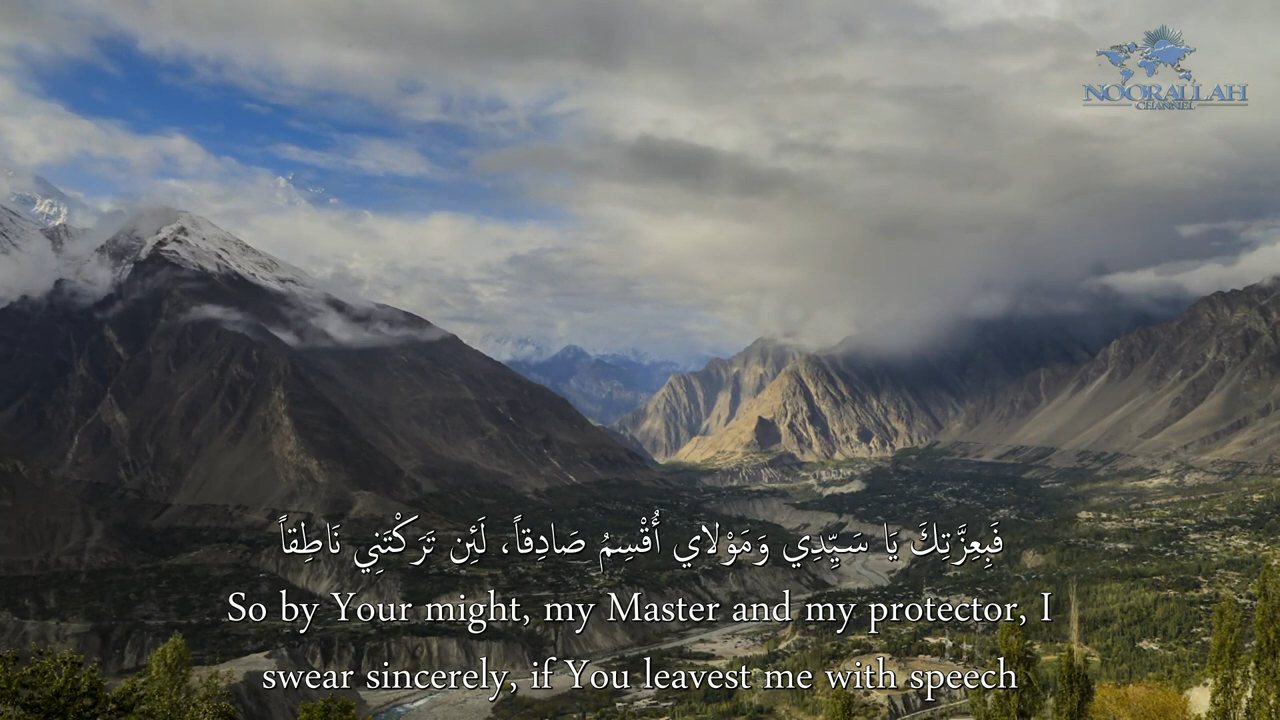 NOORALLAH
CHANNEL
فَبِعِزَّتِكَ يَا سَيِّدِي وَمَوْلاي أُقْسِمُ صَادِقاً، لَئِن تَرَكْتَنِي نَاطِقاً
So by Your might, my Master and my protector, I
swear sincerely, if You leavest me with speech